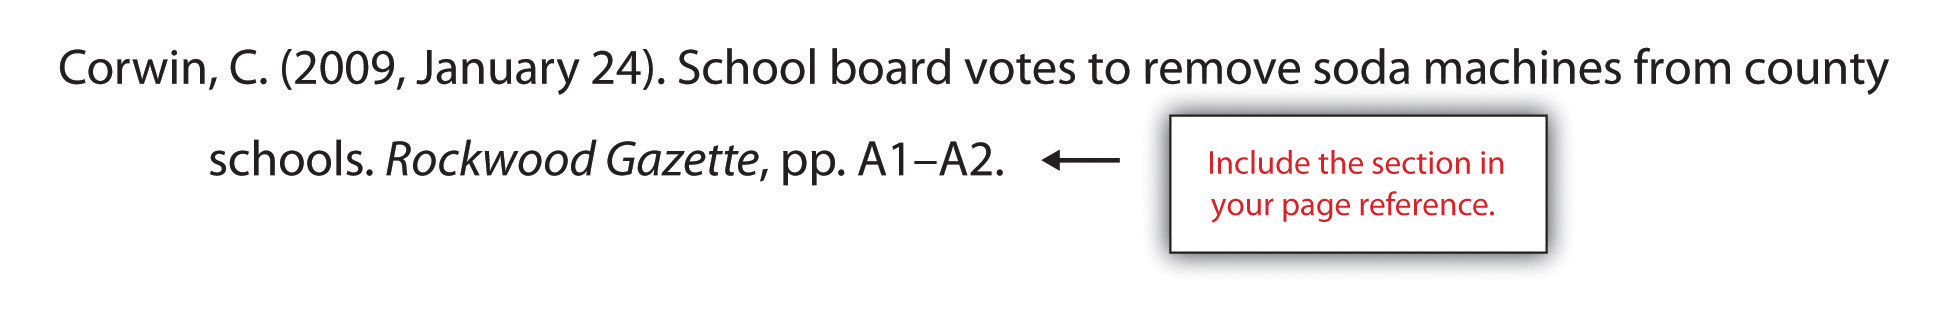 Corwin, C. (2009, January 24). School board votes to remove soda machines from county
schools. Rockwood Gazette, pp. A1–A2.
Include the section in
your page reference.